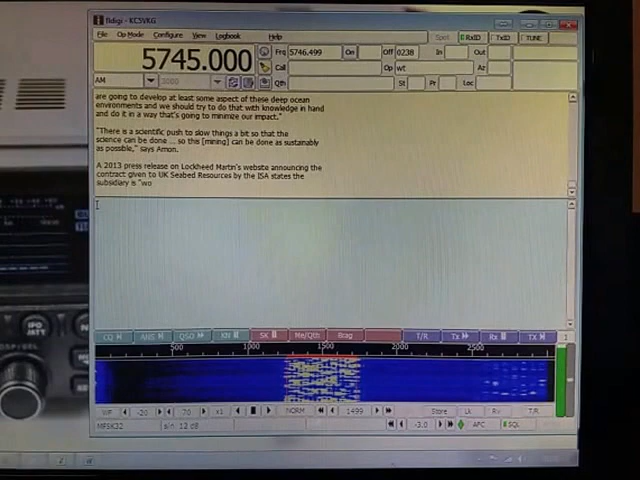 fldigi - KC5VKG
File Op Mode Configure View Logbook Help
Spot RxID TxID TUNE
5745.000
Frq 5746.499 On Off 0238 In Out
Call Op wt Az
Qth St Pr Loc
AM 3000
are going to develop at least some aspect of these deep ocean
environments and we should try to do that with knowledge in hand
and do it in a way that's going to minimize our impact."
"There is a scientific push to slow things a bit so that the
science can be done ... so this [mining] can be done as sustainably
as possible," says Amon.
A 2013 press release on Lockheed Martin's website announcing the
contract given to UK Seabed Resources by the ISA states the
subsidiary is "wo
CQ ANS QSO KN SK Me/Qth Brag T/R Tx Rx TX 1
500 1000 1500 2000 2500
WF -20 70 x1 NORM 1499 Store Lk Rv T/R
MFSK32 s/n 12 dB -3.0 AFC SQL